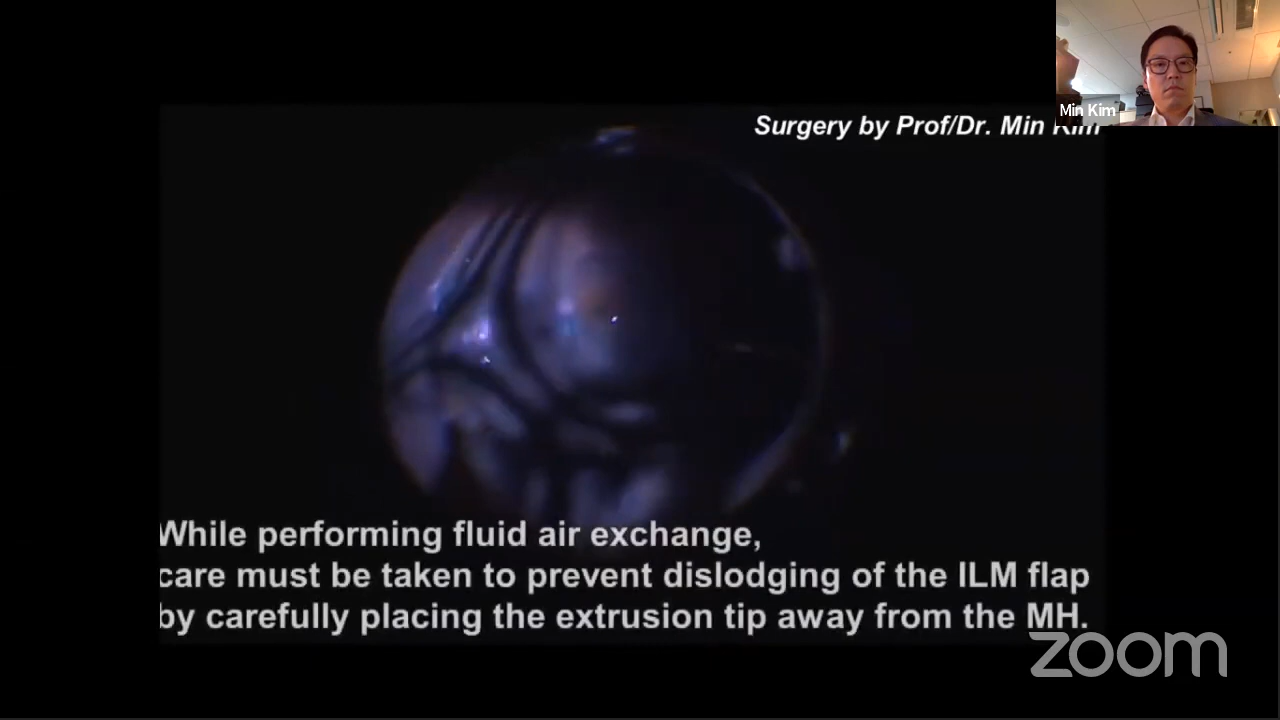 Min Kim
Surgery by Prof/Dr. Min Kim
While performing fluid air exchange,
care must be taken to prevent dislodging of the ILM flap
by carefully placing the extrusion tip away from the MH.
zoom